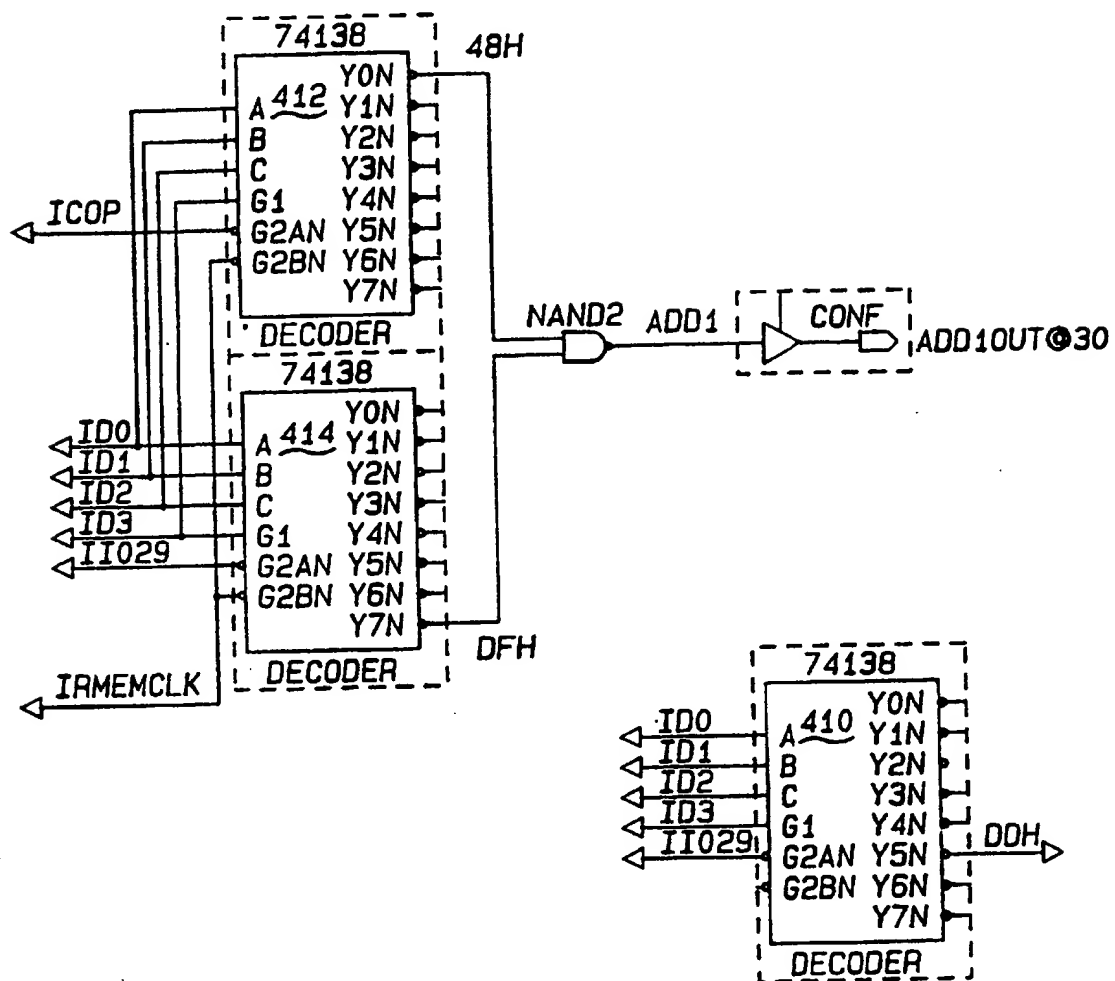 74138
48H
412
A
B
C
G1
G2AN
G2BN
Y0N
Y1N
Y2N
Y3N
Y4N
Y5N
Y6N
Y7N
ICOP
DECODER
NAND2
ADD1
CONF
ADD1OUT@30
74138
414
A
B
C
G1
G2AN
G2BN
Y0N
Y1N
Y2N
Y3N
Y4N
Y5N
Y6N
Y7N
ID0
ID1
ID2
ID3
IIO29
DFH
DECODER
IRMEMCLK
74138
410
ID0
ID1
ID2
ID3
IIO29
A
B
C
G1
G2AN
G2BN
Y0N
Y1N
Y2N
Y3N
Y4N
Y5N
Y6N
Y7N
DDH
DECODER